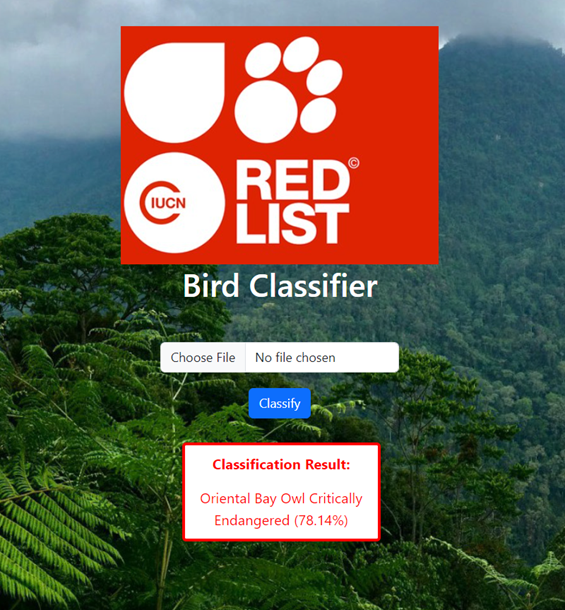 IUCN
RED
LIST
©
Bird Classifier
Choose File
No file chosen
Classify
Classification Result:
Oriental Bay Owl Critically
Endangered (78.14%)